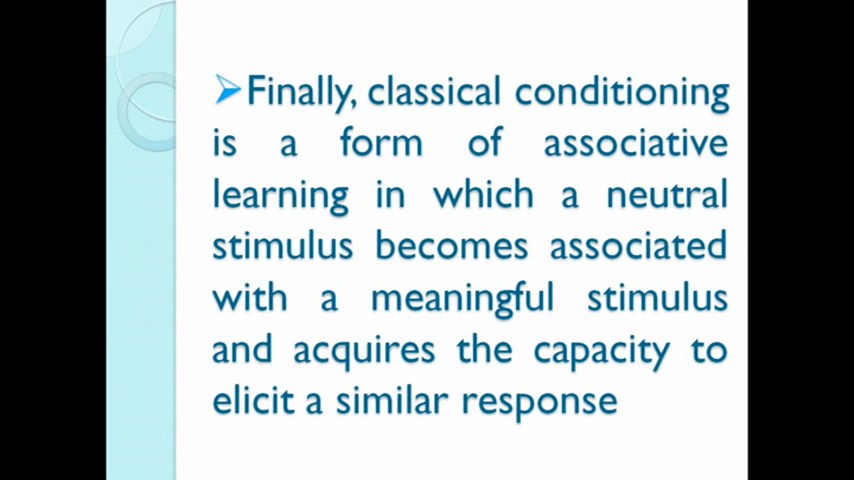 ➢Finally, classical conditioning
is a form of associative
learning in which a neutral
stimulus becomes associated
with a meaningful stimulus
and acquires the capacity to
elicit a similar response